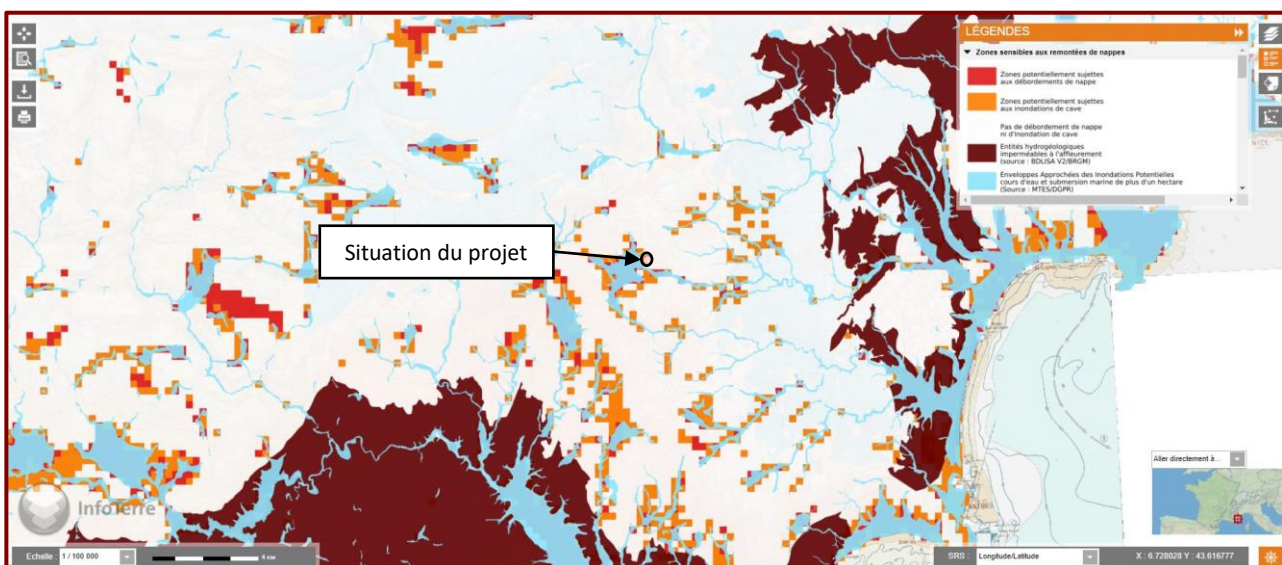 LÉGENDES
Zones sensibles aux remontées de nappes
Zones potentiellement sujettes
aux débordements de nappe
Zones potentiellement sujettes
aux inondations de cave
Pas de débordement de nappe
ni d'inondation de cave
Entités hydrogéologiques
imperméables à l'affleurement
(source : BDLISA V2/BRGM)
Enveloppes Approchées des Inondations Potentielles
cours d'eau et submersion marine de plus d'un hectare
(Source : MTES/DGPR)
Situation du projet
Aller directement à...
InfoTerre
Echelle : 1 / 100 000
4 KM
SRS : Longitude/Latitude
X : 6.728028 Y : 43.616777